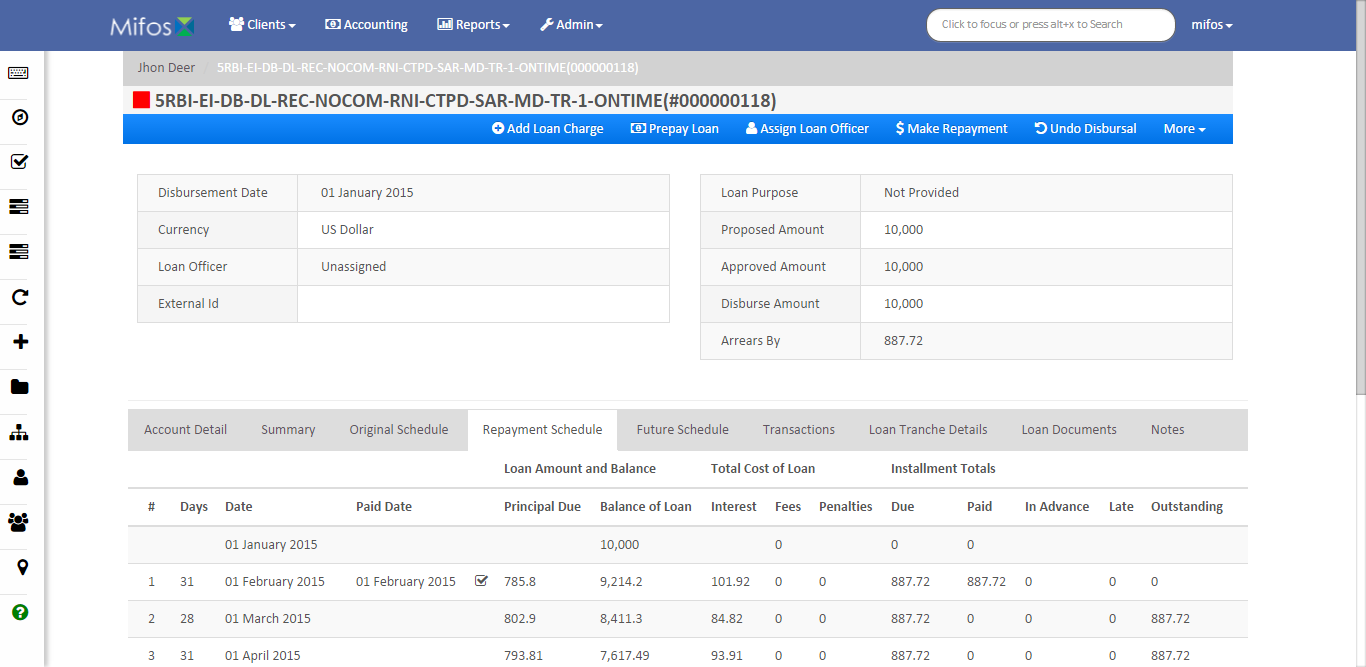 Mifos Clients Accounting Reports Admin Click to focus or press alt+x to Search mifos
Jhon Deer / 5RBI-EI-DB-DL-REC-NOCOM-RNI-CTPD-SAR-MD-TR-1-ONTIME(000000118)
5RBI-EI-DB-DL-REC-NOCOM-RNI-CTPD-SAR-MD-TR-1-ONTIME(#000000118)
Add Loan Charge Prepay Loan Assign Loan Officer $ Make Repayment Undo Disbursal More
Disbursement Date 01 January 2015
Currency US Dollar
Loan Officer Unassigned
External Id
Loan Purpose Not Provided
Proposed Amount 10,000
Approved Amount 10,000
Disburse Amount 10,000
Arrears By 887.72
Account Detail Summary Original Schedule Repayment Schedule Future Schedule Transactions Loan Tranche Details Loan Documents Notes
Loan Amount and Balance Total Cost of Loan Installment Totals
# Days Date Paid Date Principal Due Balance of Loan Interest Fees Penalties Due Paid In Advance Late Outstanding
01 January 2015 10,000 0 0 0
1 31 01 February 2015 01 February 2015 785.8 9,214.2 101.92 0 0 887.72 887.72 0 0 0
2 28 01 March 2015 802.9 8,411.3 84.82 0 0 887.72 0 0 0 887.72
3 31 01 April 2015 793.81 7,617.49 93.91 0 0 887.72 0 0 0 887.72